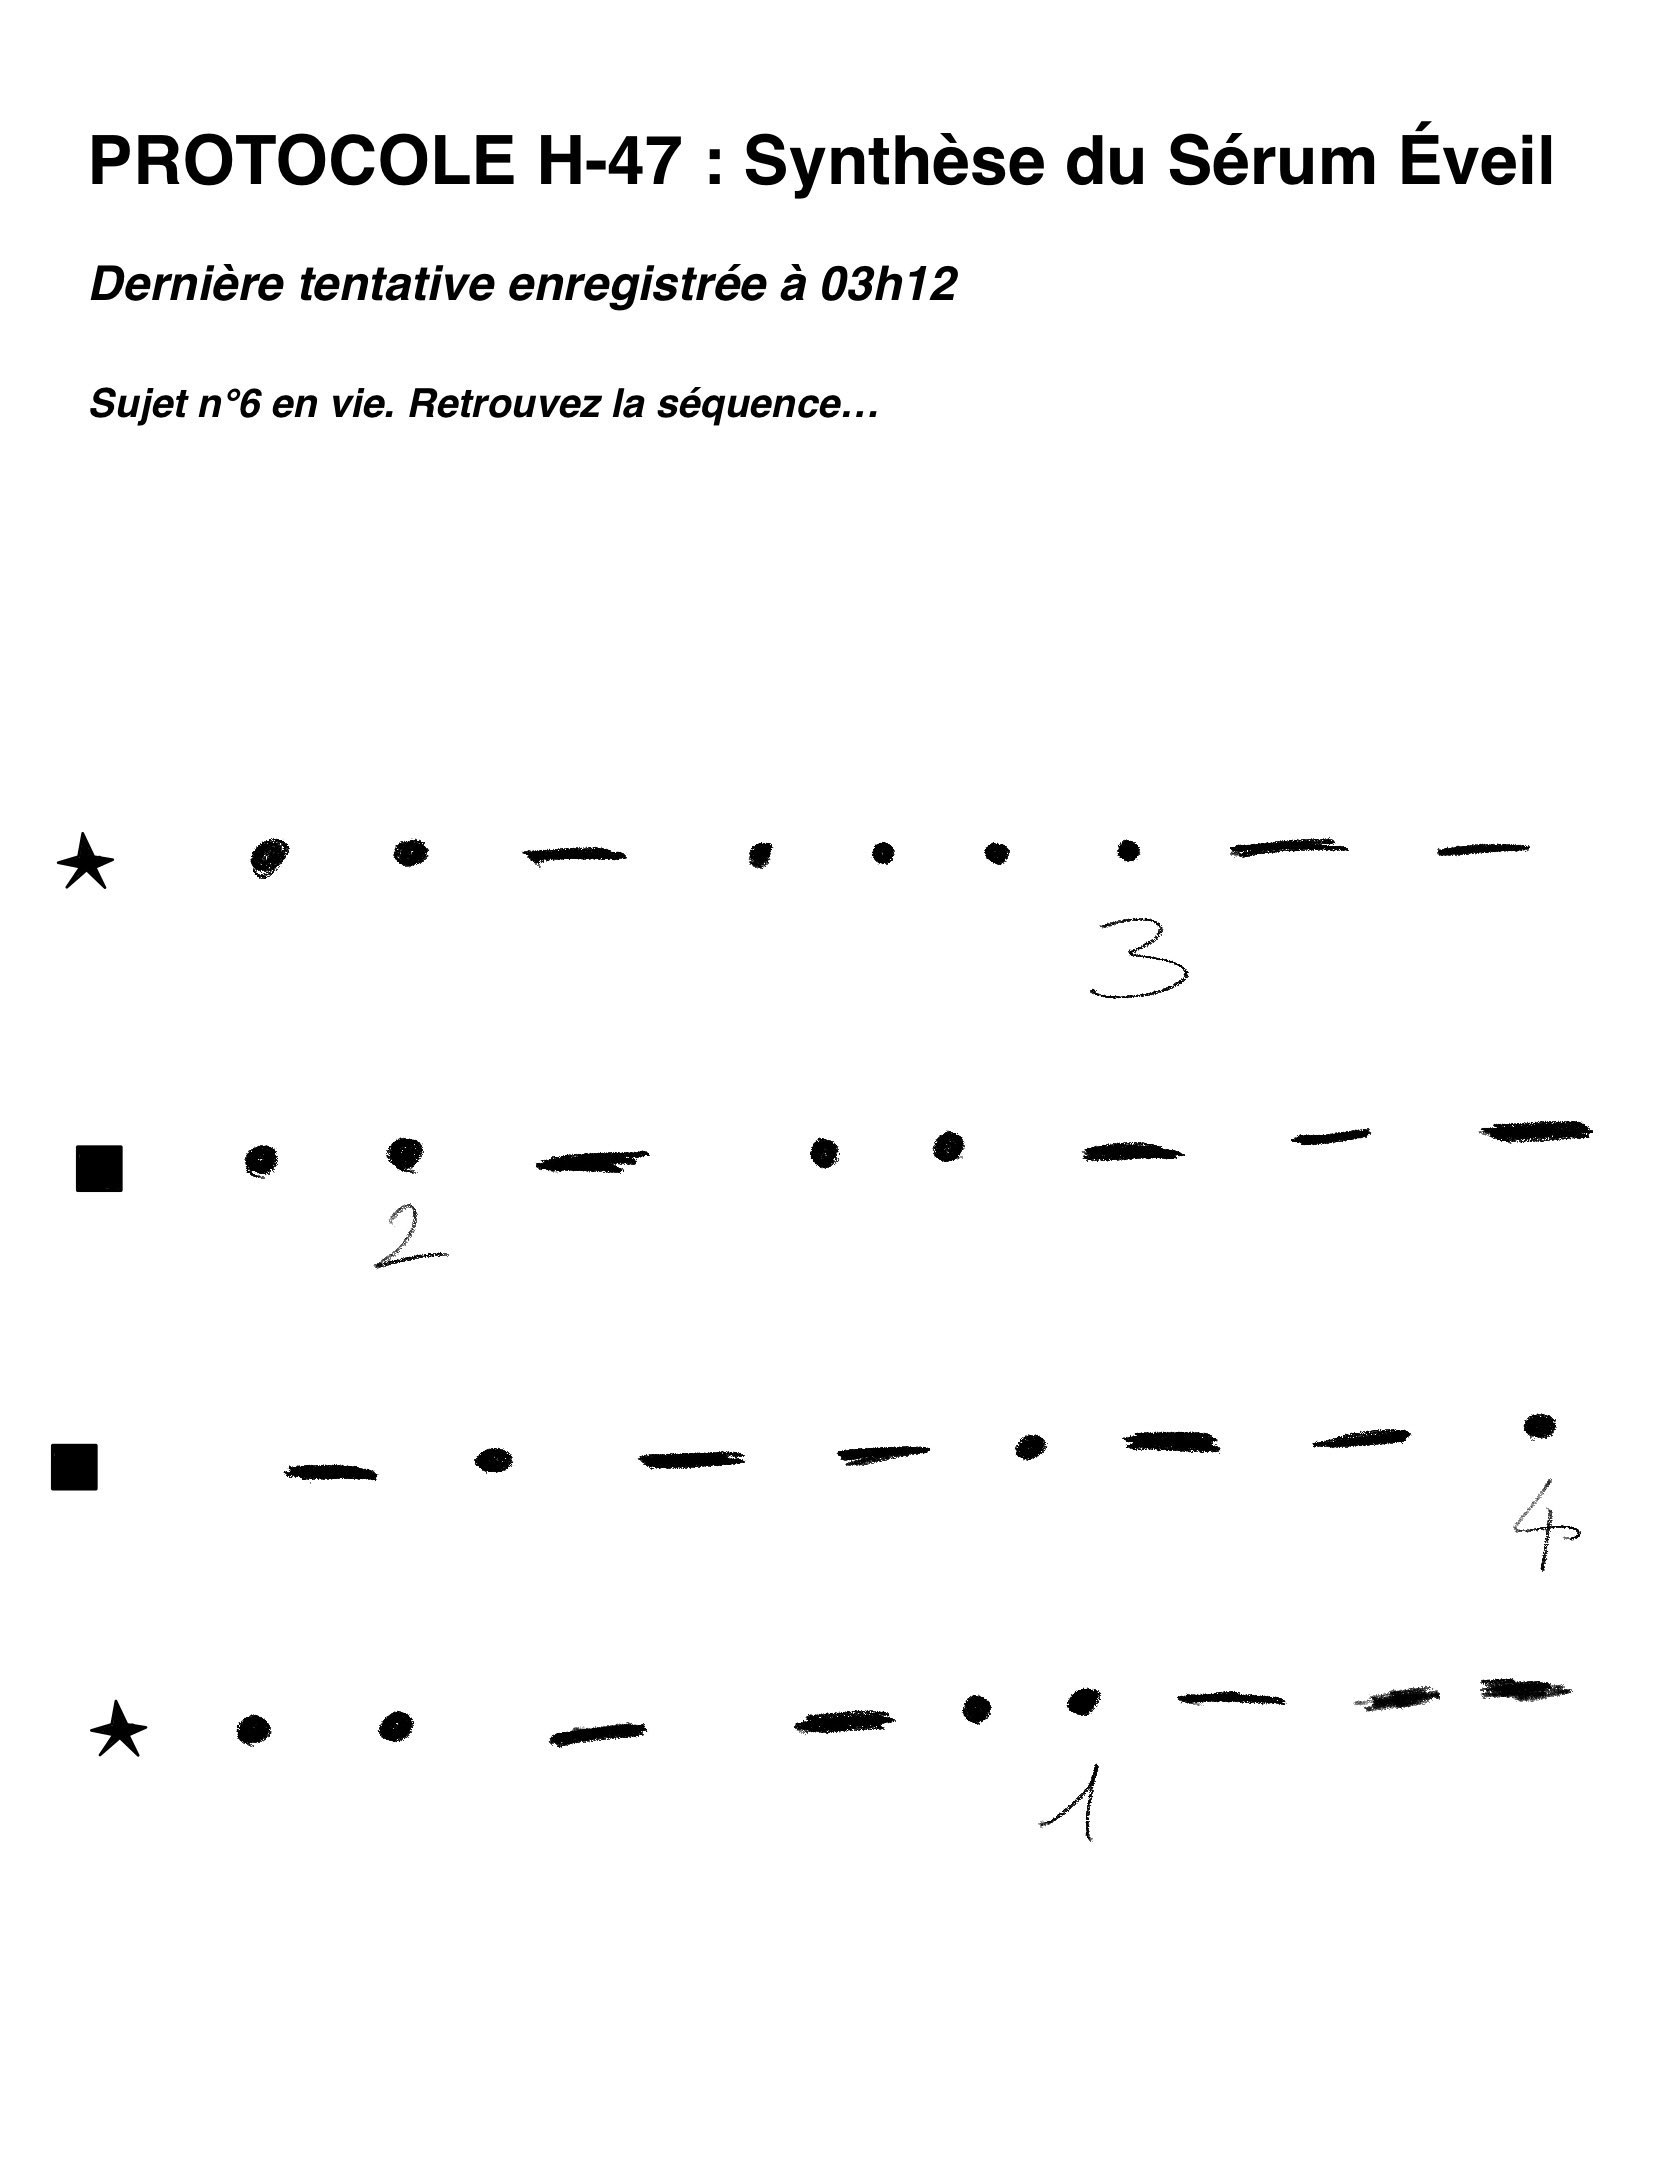 PROTOCOLE H-47 : Synthèse du Sérum Éveil
Dernière tentative enregistrée à 03h12
Sujet n°6 en vie. Retrouvez la séquence…
★ • • — • • • • — —
3
■ • • — • • — — —
2
■ — • — — • — — •
4
★ • • — — • • — — —
1